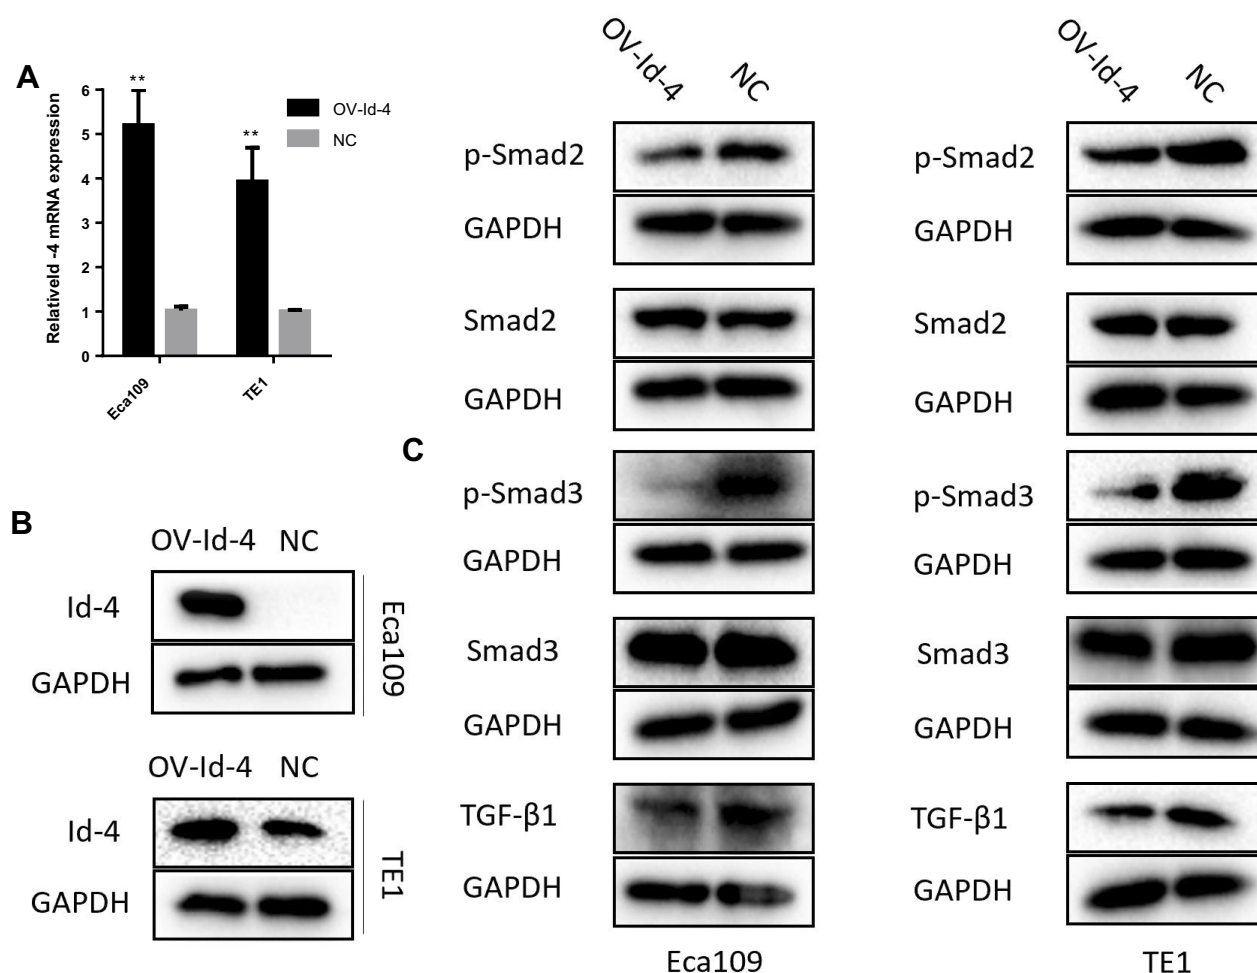 A
Relative Id -4 mRNA expression
6
5
4
3
2
1
0
**
**
OV-Id-4
NC
Eca109
TE1
B
OV-Id-4 NC
Id-4
GAPDH
Eca109
OV-Id-4 NC
Id-4
GAPDH
TE1
C
OV-Id-4 NC
p-Smad2
GAPDH
Smad2
GAPDH
p-Smad3
GAPDH
Smad3
GAPDH
TGF-β1
GAPDH
Eca109
OV-Id-4 NC
p-Smad2
GAPDH
Smad2
GAPDH
p-Smad3
GAPDH
Smad3
GAPDH
TGF-β1
GAPDH
TE1